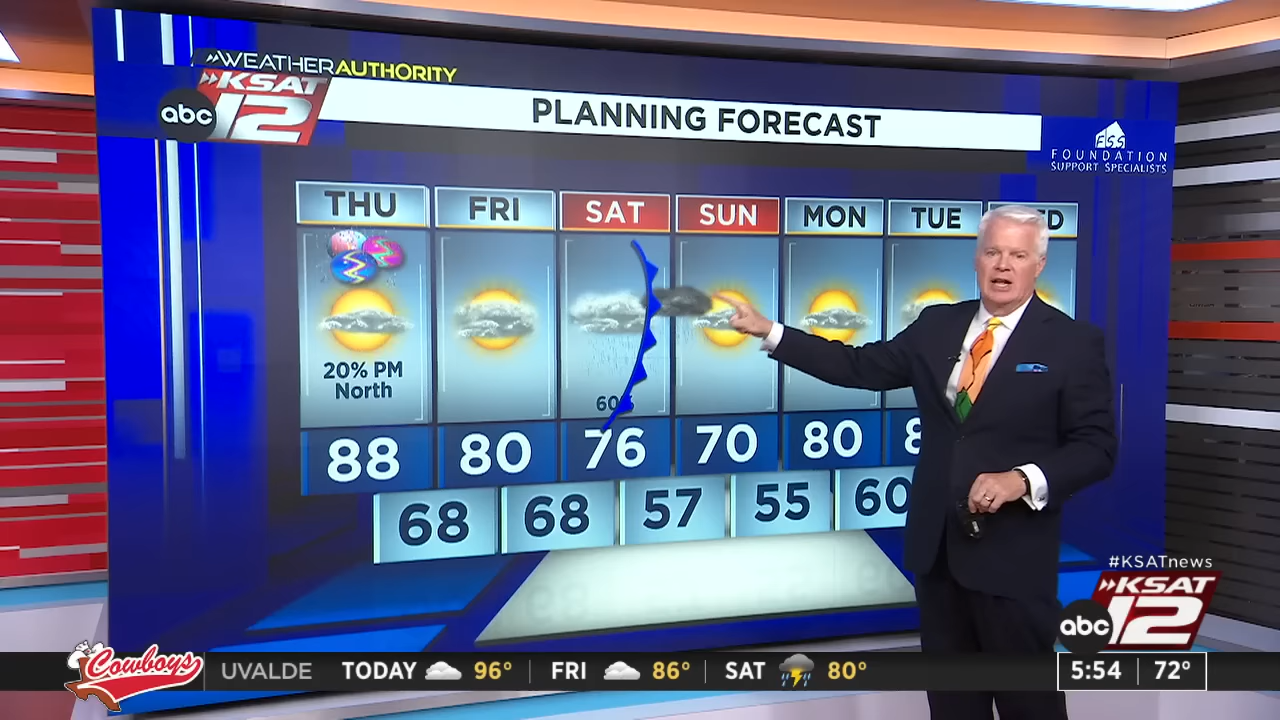 WEATHERAUTHORITY
KSAT
abc 12
PLANNING FORECAST
FSS
FOUNDATION
SUPPORT SPECIALISTS
THU FRI SAT SUN MON TUE
20% PM
North
88 80 76 70 80
68 68 57 55 60
#KSATnews
KSAT
abc 12
Cowboys UVALDE TODAY 96° FRI 86° SAT 80° 5:54 72°